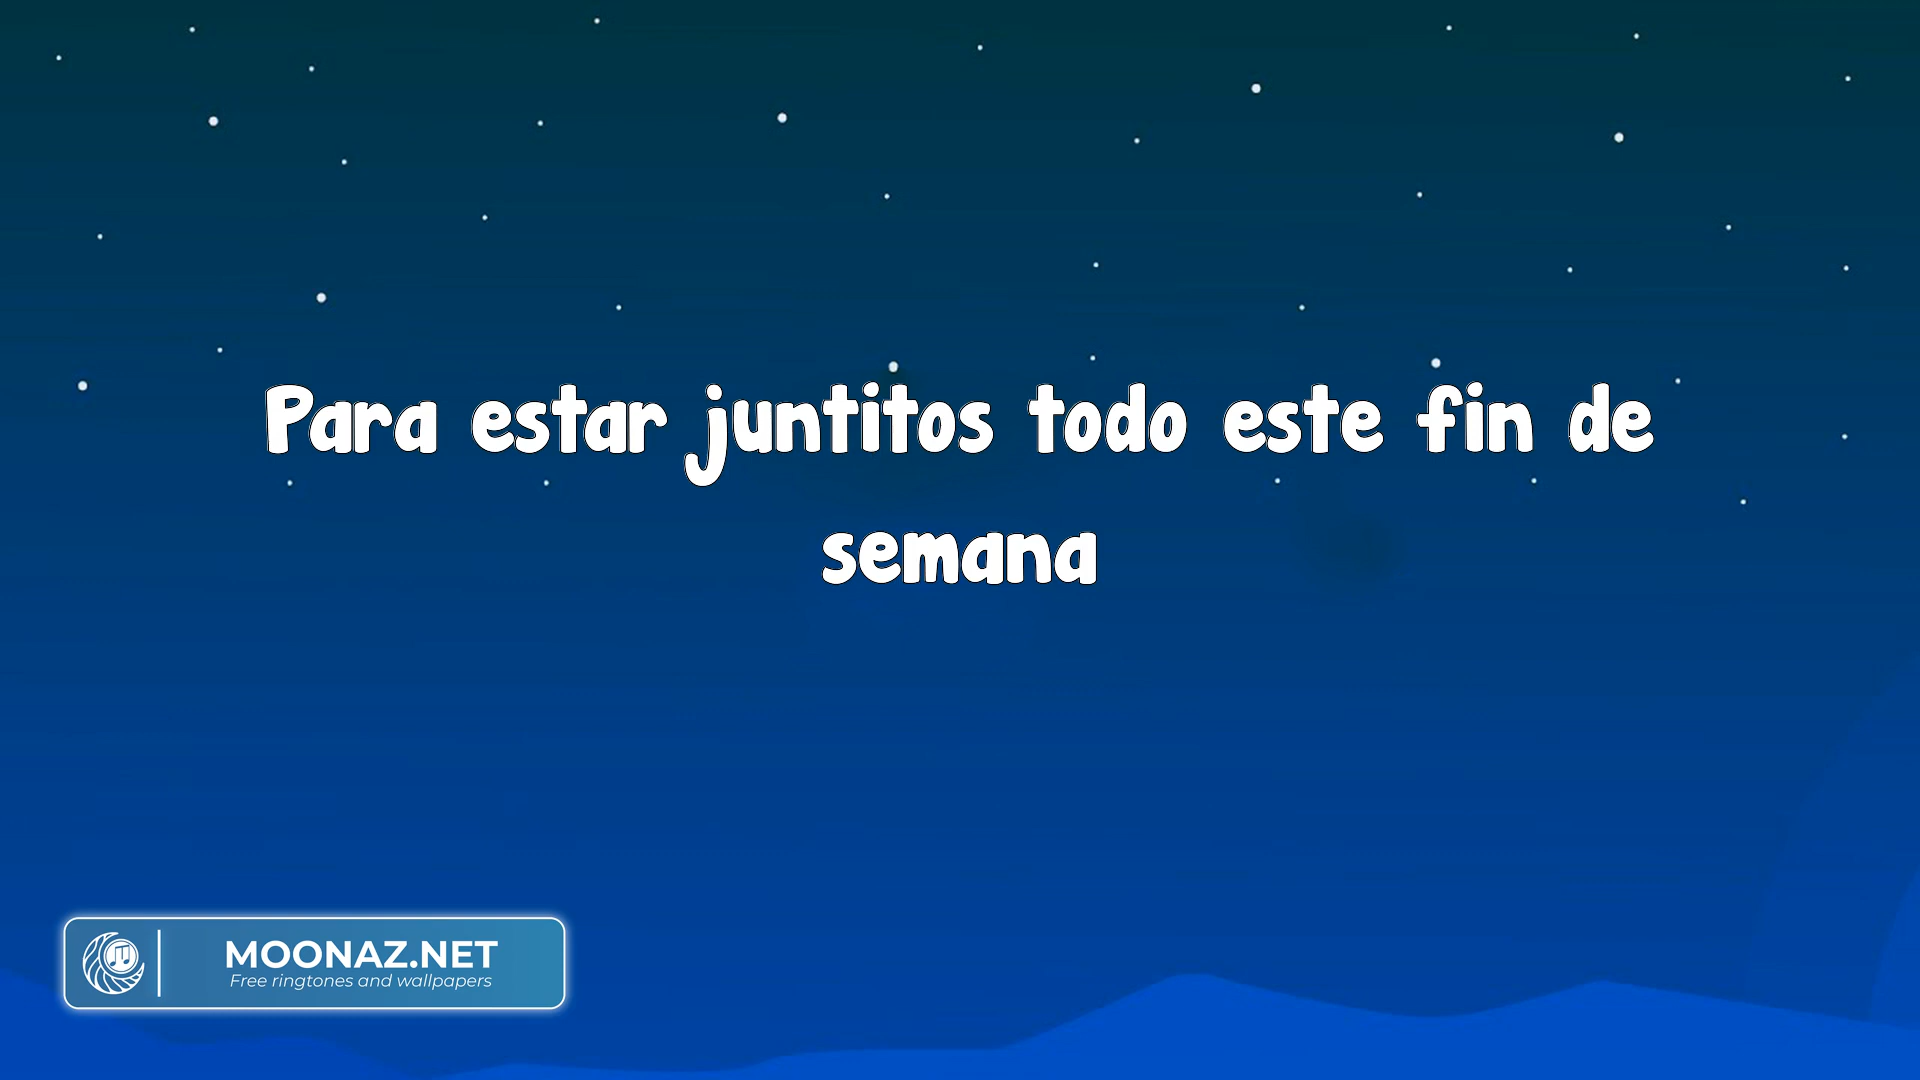 Para estar juntitos todo este fin de
semana
MOONAZ.NET
Free ringtones and wallpapers